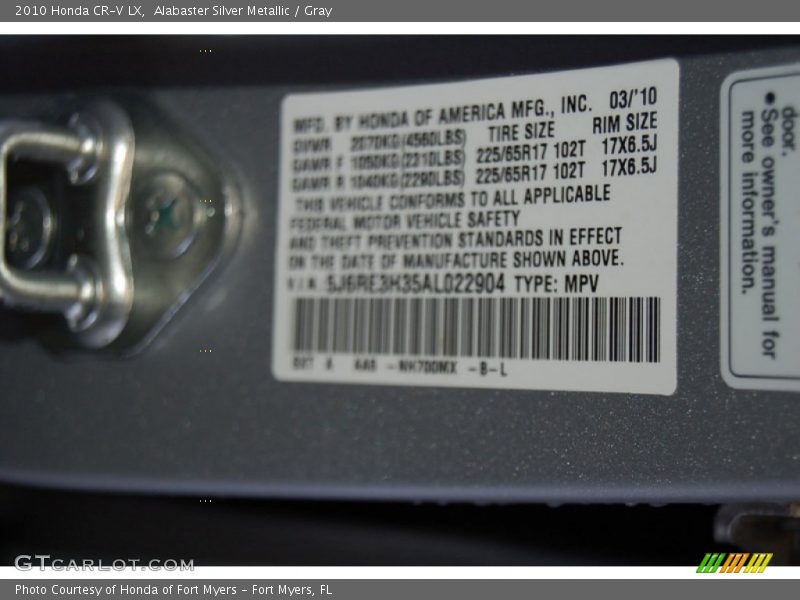 2010 Honda CR-V LX,  Alabaster Silver Metallic / Gray
MFD. BY HONDA OF AMERICA MFG., INC. 03/'10
GVWR 2070KG(4560LBS) TIRE SIZE RIM SIZE
GAWR F 1050KG(2310LBS) 225/65R17 102T 17X6.5J
GAWR R 1040KG(2290LBS) 225/65R17 102T 17X6.5J
THIS VEHICLE CONFORMS TO ALL APPLICABLE
FEDERAL MOTOR VEHICLE SAFETY
AND THEFT PREVENTION STANDARDS IN EFFECT
ON THE DATE OF MANUFACTURE SHOWN ABOVE.
V.I.N. 5J6RE3H35AL022904 TYPE: MPV
A AAB -NH700MX -B-L
door.
• See owner's manual for
more information.
GTCARLOT.COM
Photo Courtesy of Honda of Fort Myers - Fort Myers, FL